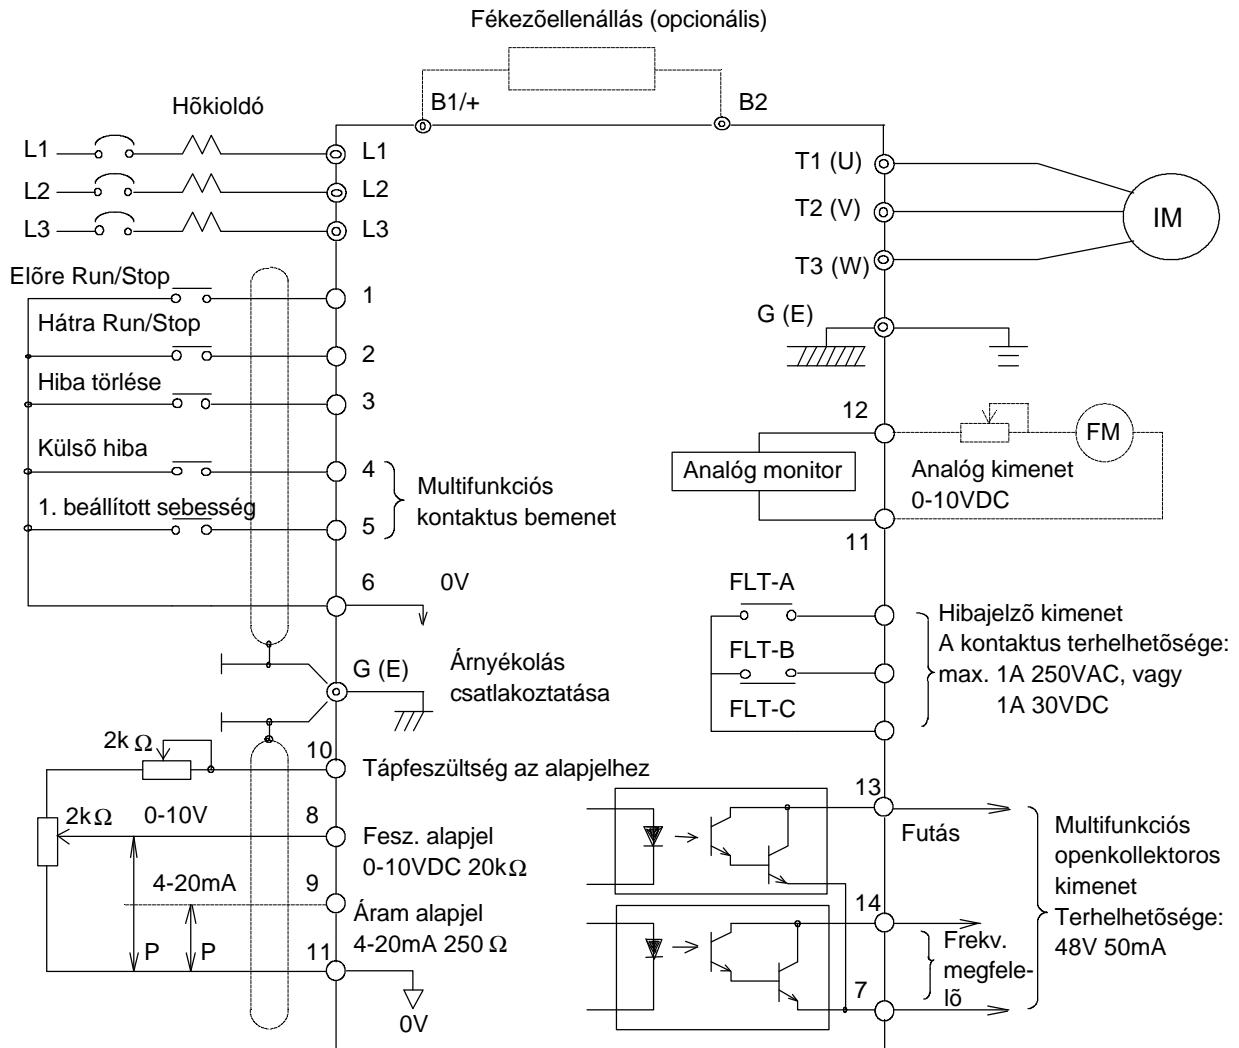 Fékezõellenállás (opcionális)
B1/+
B2
Hõkioldó
L1
L1
L2
L2
L3
L3
T1 (U)
T2 (V)
T3 (W)
IM
G (E)
Elõre Run/Stop
1
Hátra Run/Stop
2
Hiba törlése
3
Külsõ hiba
4
1. beállított sebesség
5
Multifunkciós
kontaktus bemenet
6
0V
G (E)
Árnyékolás
csatlakoztatása
12
Analóg monitor
FM
Analóg kimenet
0-10VDC
11
FLT-A
FLT-B
FLT-C
Hibajelzõ kimenet
A kontaktus terhelhetõsége:
max. 1A 250VAC, vagy
1A 30VDC
2k Ω
10
Tápfeszültség az alapjelhez
2kΩ
0-10V
8
Fesz. alapjel
0-10VDC 20kΩ
4-20mA
9
Áram alapjel
4-20mA 250 Ω
P
P
11
0V
13
Futás
14
Frekv.
megfele-
lõ
7
Multifunkciós
openkollektoros
kimenet
Terhelhetõsége:
48V 50mA